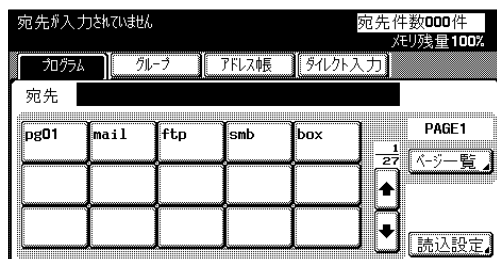 宛先が入力されていません 宛先件数000件
メモリ残量100%
プログラム グループ アドレス帳 ダイレクト入力
宛先
pg01 mail ftp smb box PAGE1
1
27
ページ一覧
読込設定